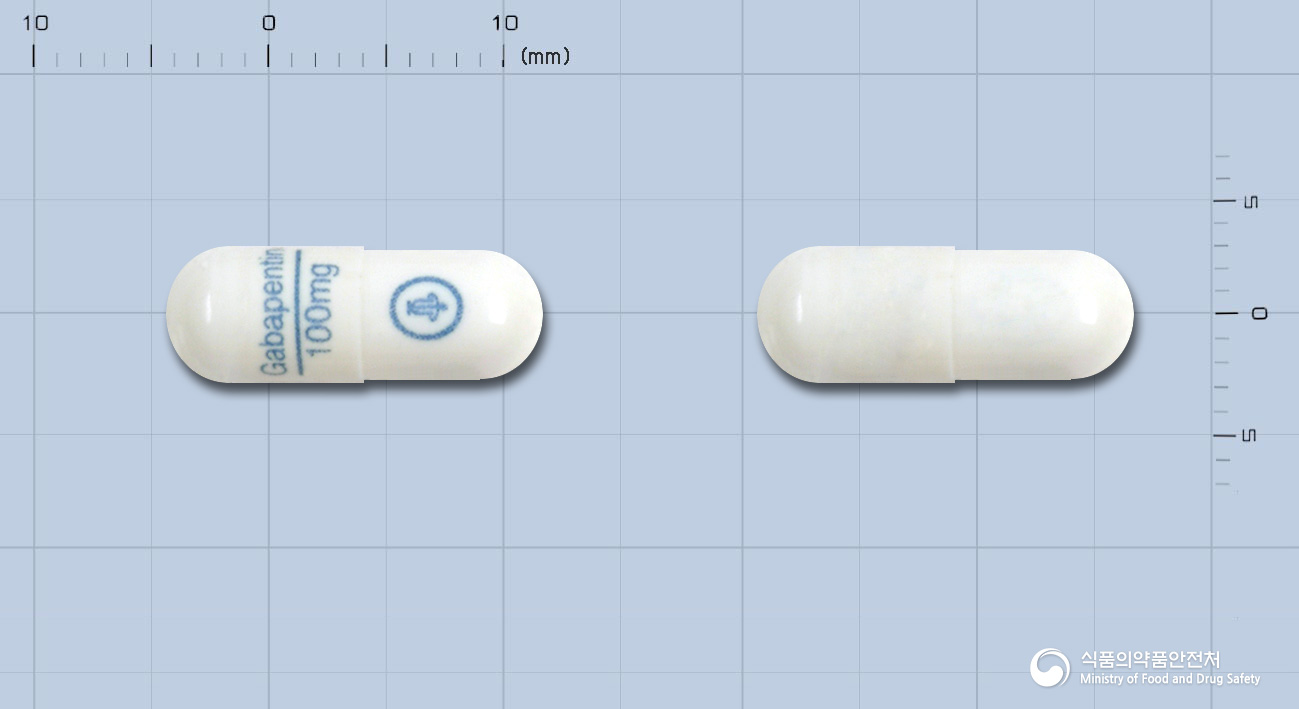 10 0 10
(mm)
Gabapentin
100mg
5
0
5
식품의약품안전처
Ministry of Food and Drug Safety